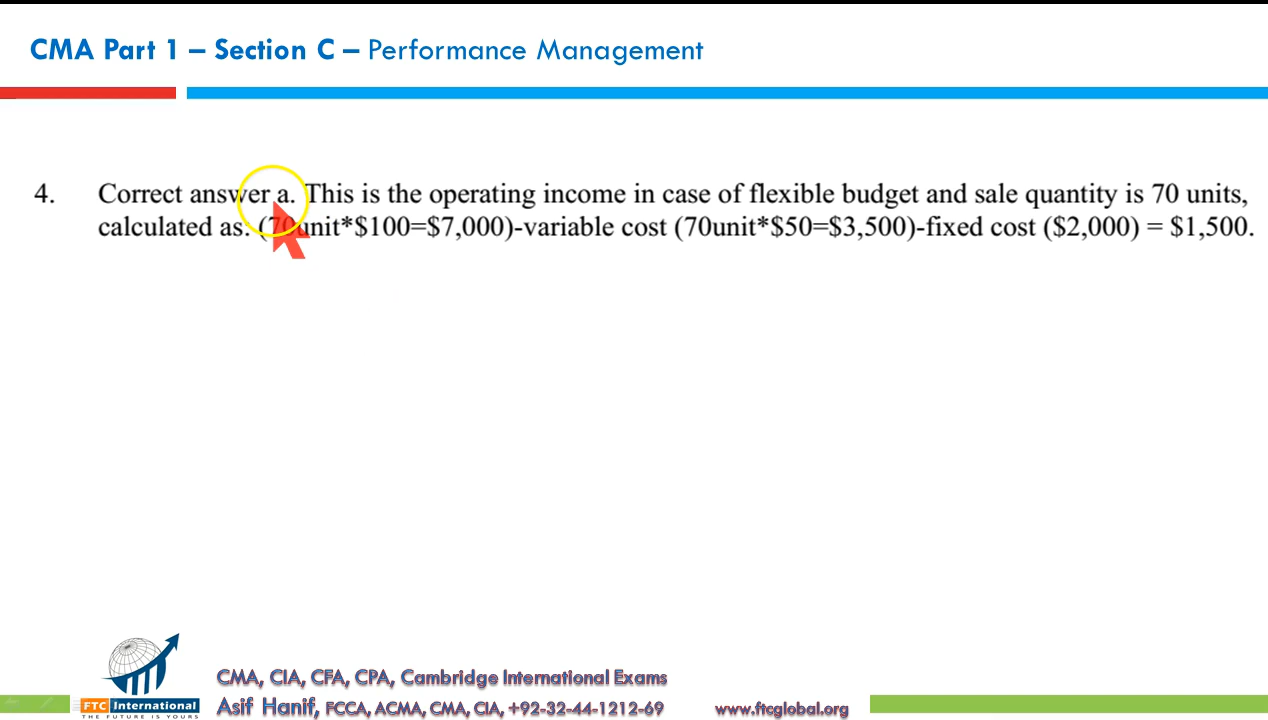 CMA Part 1 – Section C – Performance Management
4. Correct answer a. This is the operating income in case of flexible budget and sale quantity is 70 units,
calculated as: (70unit*$100=$7,000)-variable cost (70unit*$50=$3,500)-fixed cost ($2,000) = $1,500.
CMA, CIA, CFA, CPA, Cambridge International Exams
FTC International
Asif Hanif, FCCA, ACMA, CMA, CIA, +92-32-44-1212-69 www.ftcglobal.org
THE FUTURE IS YOURS